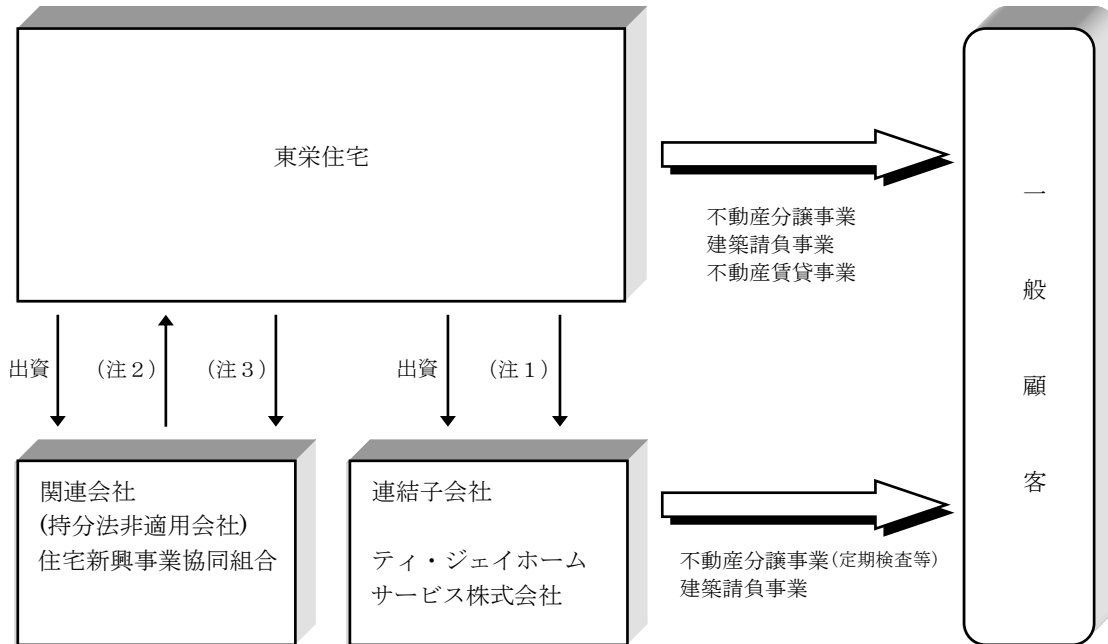 東栄住宅
不動産分譲事業
建築請負事業
不動産賃貸事業
一般顧客
出資
(注2)
(注3)
出資
(注1)
関連会社
(持分法非適用会社)
住宅新興事業協同組合
連結子会社
ティ・ジェイホーム
サービス株式会社
不動産分譲事業(定期検査等)
建築請負事業